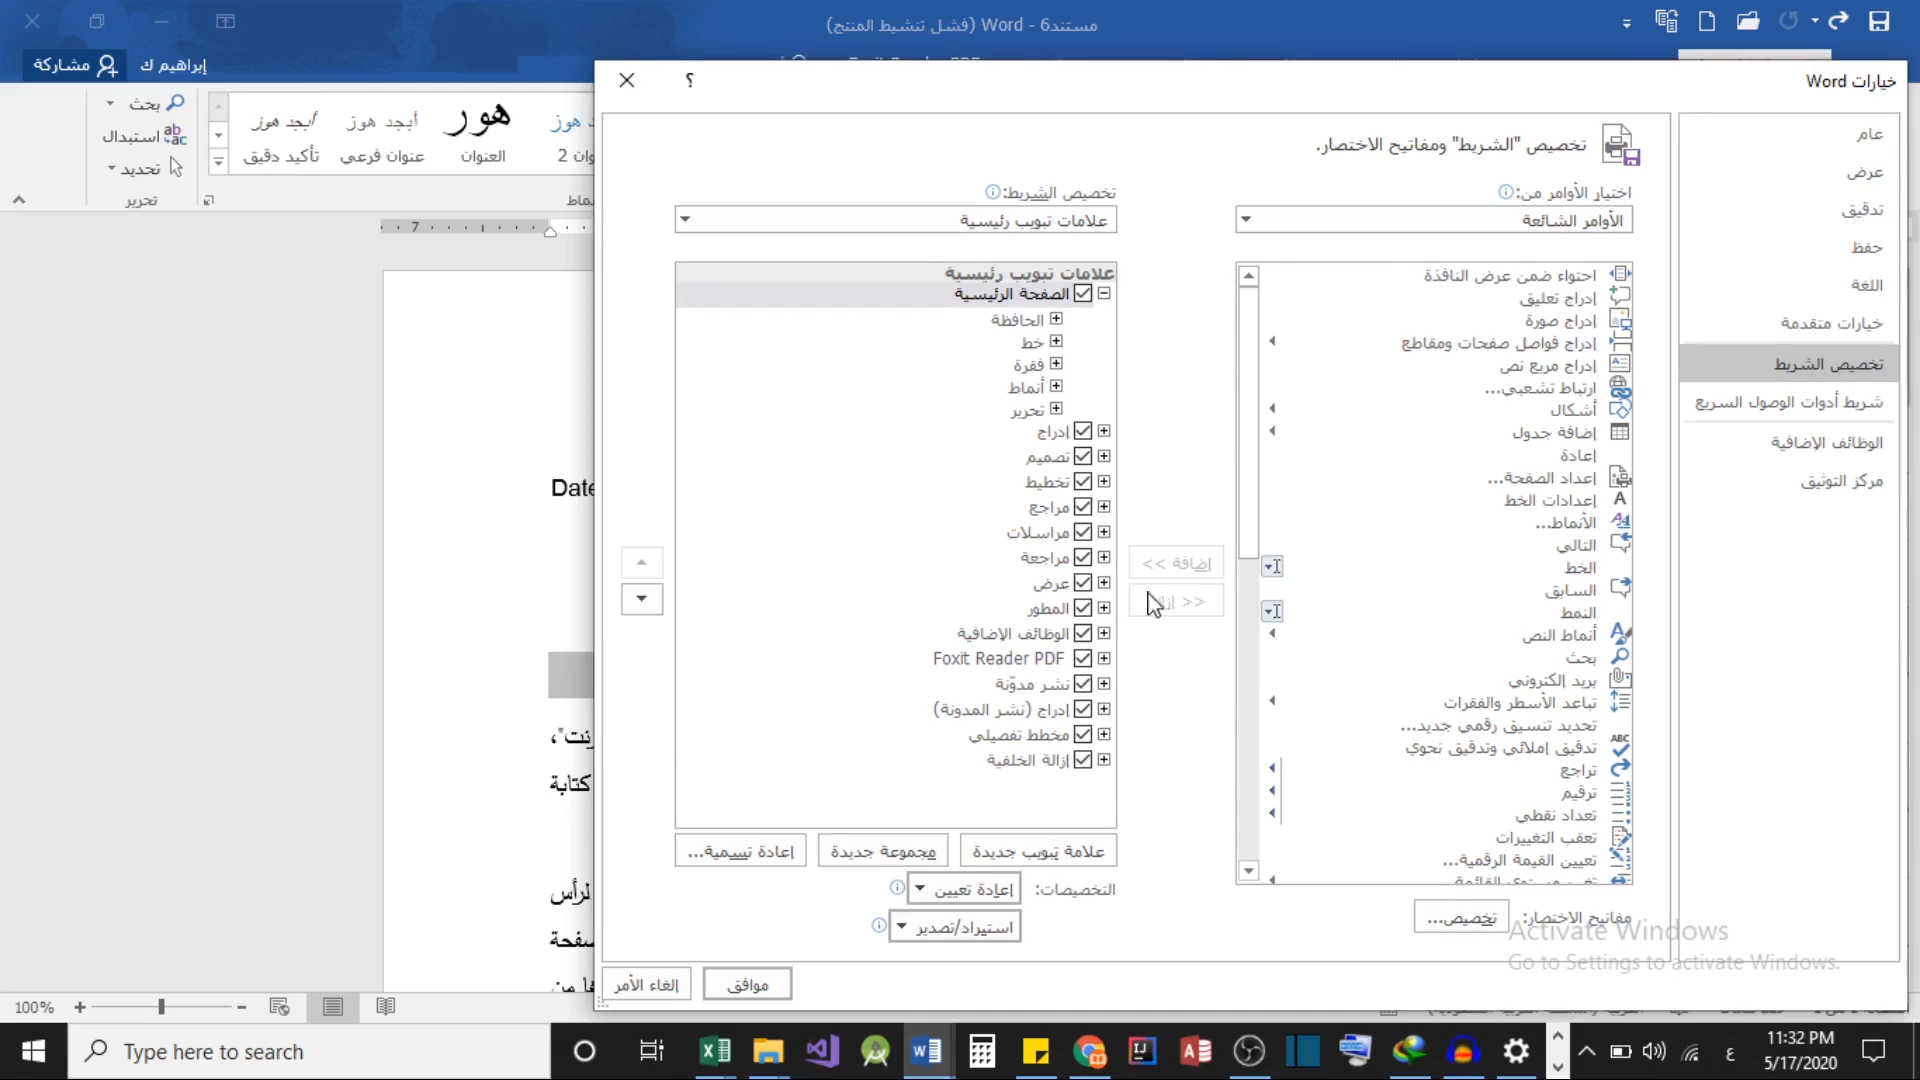 مستند6 - Word (فشل تنشيط المنتج)
إبراهيم ك
مشاركة
بحث
استبدال
تحديد
تحرير
أبجد هوز
تأكيد دقيق
أبجد هوز
عنوان فرعي
هوز
العنوان
هوز
7
Date
كتابة
لرأس
خيارات Word
؟
عام
عرض
تدقيق
حفظ
اللغة
خيارات متقدمة
تخصيص الشريط
شريط أدوات الوصول السريع
الوظائف الإضافية
مركز التوثيق
تخصيص "الشريط" ومفاتيح الاختصار.
اختيار الأوامر من:
الأوامر الشائعة
احتواء ضمن عرض النافذة
إدراج تعليق
إدراج صورة
إدراج فواصل صفحات ومقاطع
إدراج مربع نص
ارتباط تشعبي...
أشكال
إضافة جدول
إعادة
إعداد الصفحة...
إعدادات الخط
الأنماط...
التالي
الخط
السابق
النمط
أنماط النص
بحث
بريد إلكتروني
تباعد الأسطر والفقرات
تحديد تنسيق رقمي جديد...
تدقيق إملائي وتدقيق نحوي
تراجع
ترقيم
تعداد نقطي
تعقب التغييرات
تعيين القيمة الرقمية...
مفاتيح الاختصار:
تخصيص...
إضافة >>
تخصيص الشريط:
علامات تبويب رئيسية
علامات تبويب رئيسية
الصفحة الرئيسية
الحافظة
خط
فقرة
أنماط
تحرير
إدراج
تصميم
تخطيط
مراجع
مراسلات
مراجعة
عرض
المطور
الوظائف الإضافية
Foxit Reader PDF
نشر مدوّنة
إدراج (نشر المدونة)
مخطط تفصيلي
إزالة الخلفية
علامة تبويب جديدة
مجموعة جديدة
إعادة تسمية...
التخصيصات:
إعادة تعيين
استيراد/تصدير
موافق
إلغاء الأمر
Activate Windows
Go to Settings to activate Windows.
100%
Type here to search
ع
11:32 PM
5/17/2020